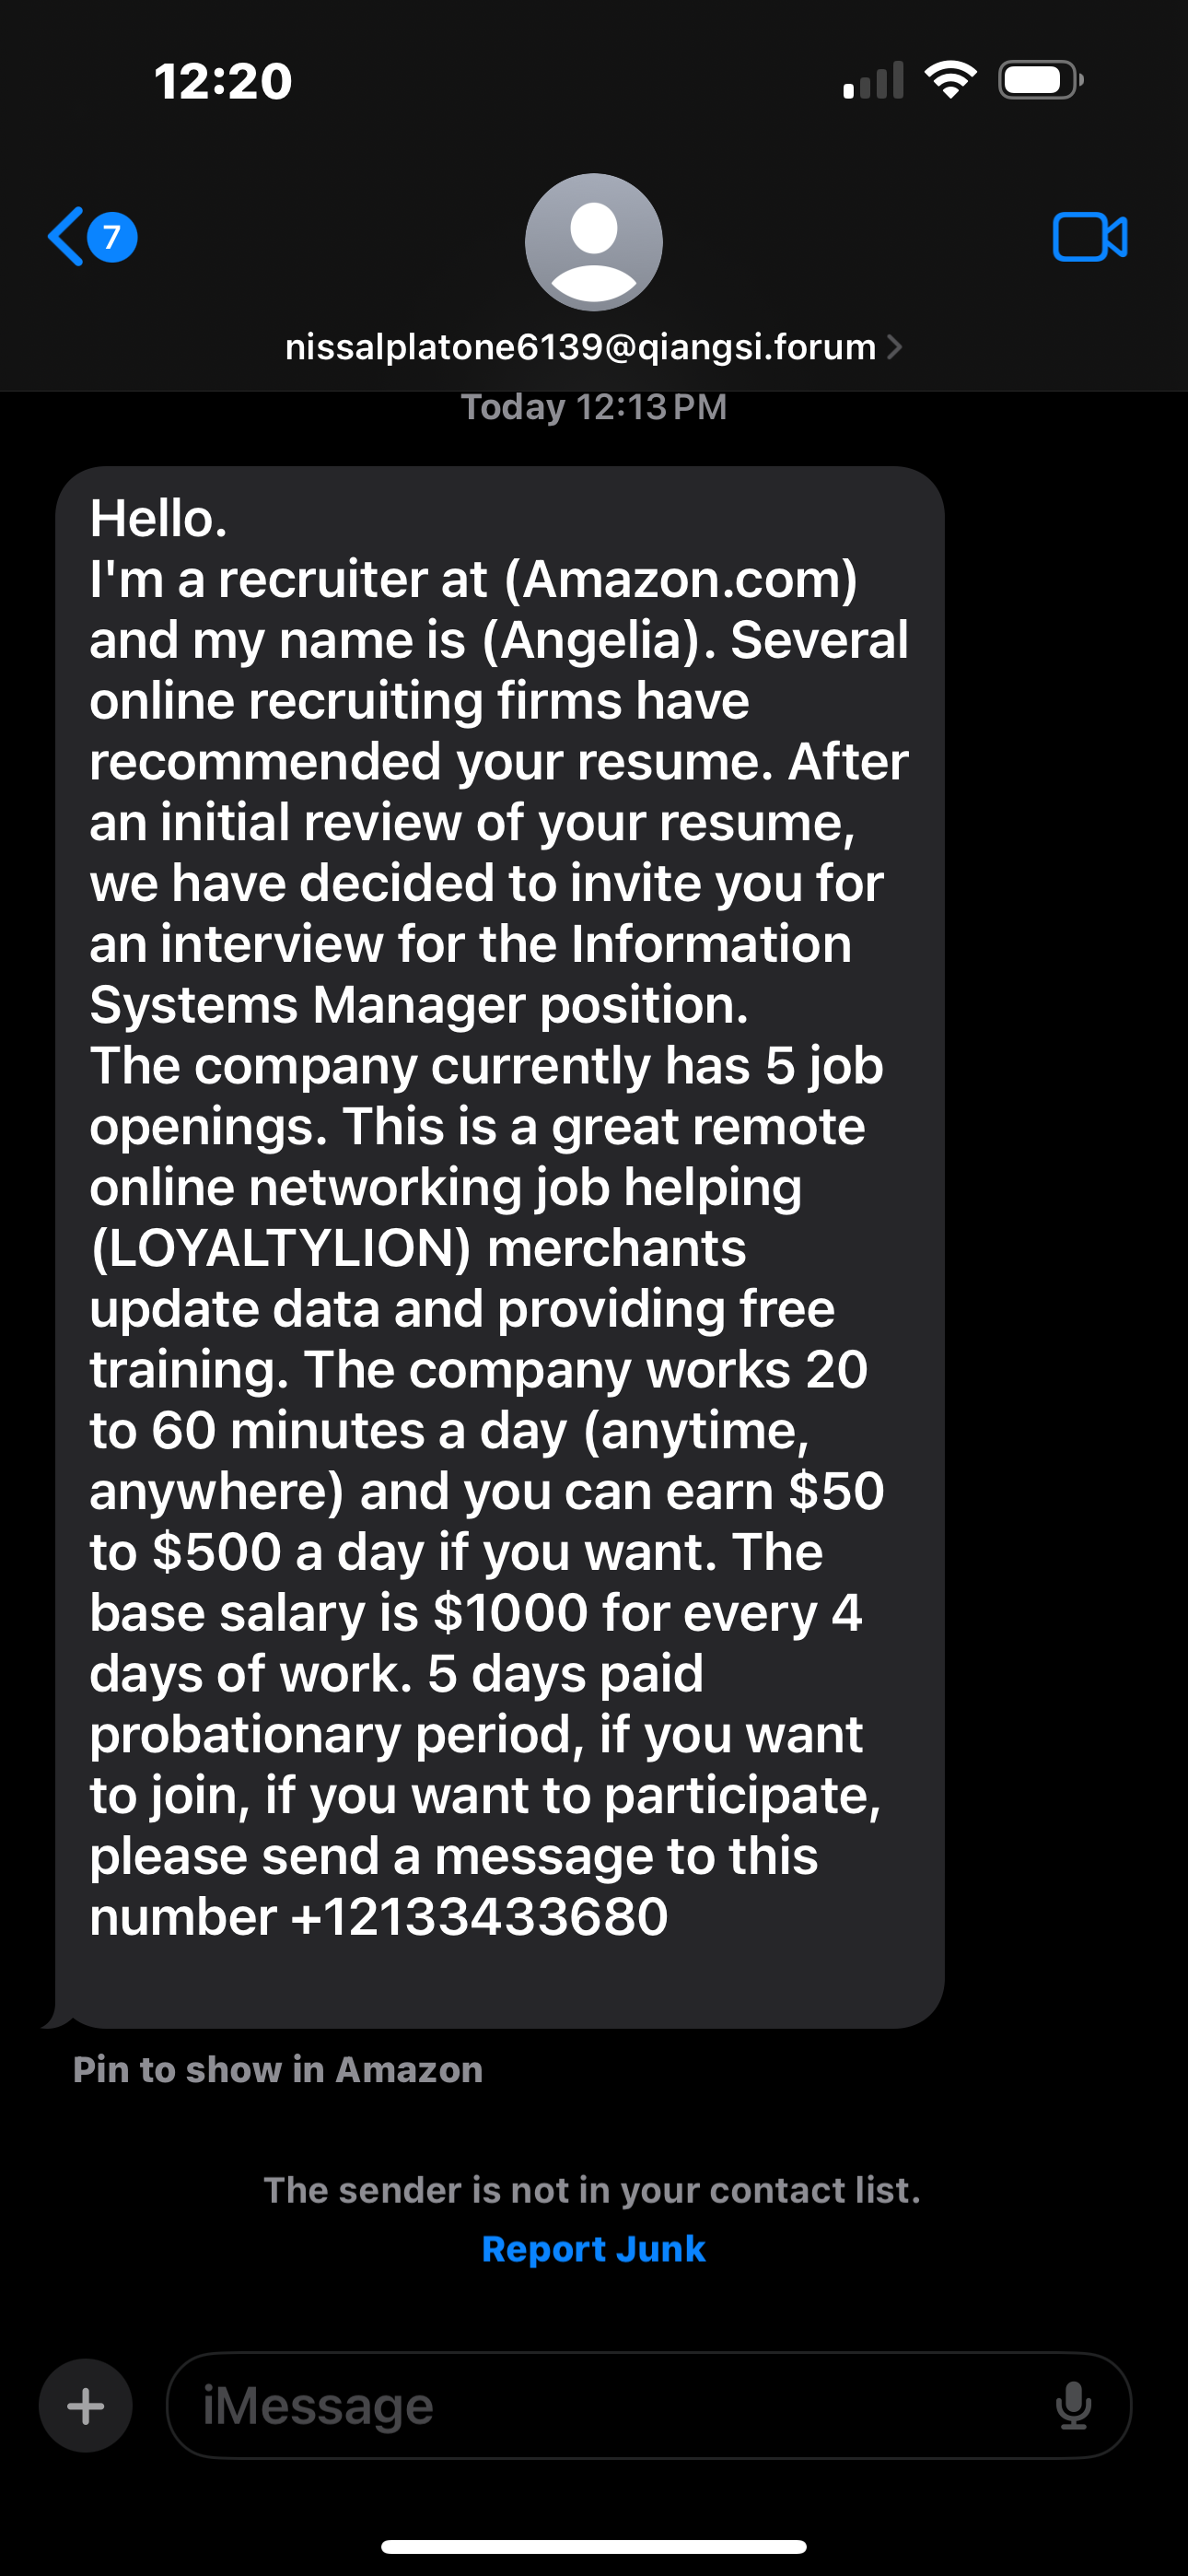 12:20
7
nissalplatone6139@qiangsi.forum
Today 12:13 PM
Hello.
I'm a recruiter at (Amazon.com)
and my name is (Angelia). Several
online recruiting firms have
recommended your resume. After
an initial review of your resume,
we have decided to invite you for
an interview for the Information
Systems Manager position.
The company currently has 5 job
openings. This is a great remote
online networking job helping
(LOYALTYLION) merchants
update data and providing free
training. The company works 20
to 60 minutes a day (anytime,
anywhere) and you can earn $50
to $500 a day if you want. The
base salary is $1000 for every 4
days of work. 5 days paid
probationary period, if you want
to join, if you want to participate,
please send a message to this
number +12133433680
Pin to show in Amazon
The sender is not in your contact list.
Report Junk
iMessage